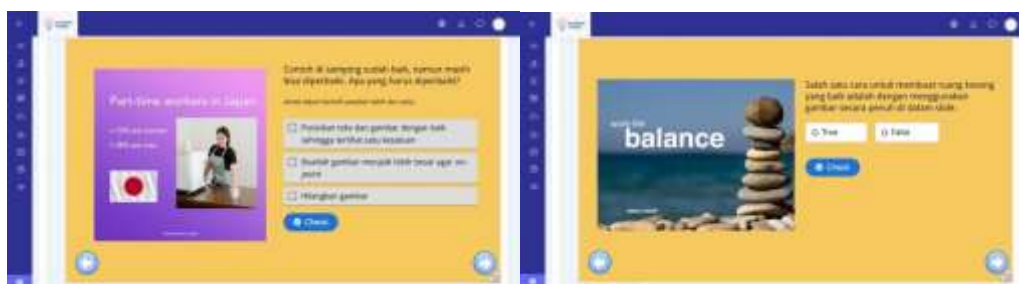 Contoh di samping sudah baik, namun masih
bisa diperbaiki. Apa yang harus diperbaiki?
Part-time workers in Japan
Posisikan teks dan gambar dengan baik
sehingga terlihat satu kesatuan
Buatlah gambar menjadi lebih besar agar
Hilangkan gambar
Check
Salah satu cara untuk membuat ruang kosong
yang baik adalah dengan menggunakan
gambar secara penuh di dalam slide.
balance
True
False
Check